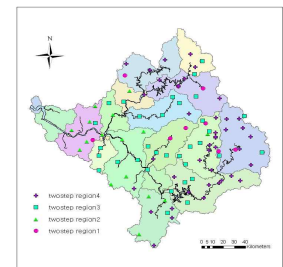 N
twostep region4
twostep region3
twostep region2
twostep region1
0 5 10 20 30 40
kilometers